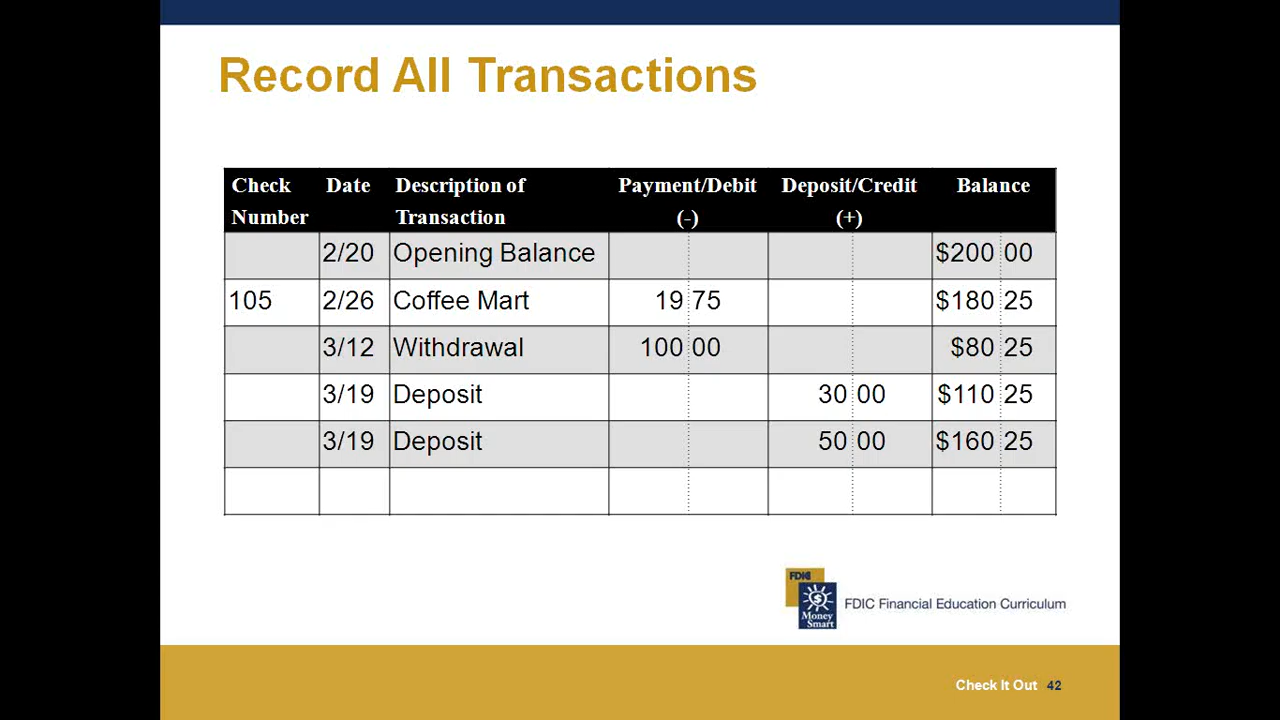 Record All Transactions
Check Number Date Description of Transaction Payment/Debit (-) Deposit/Credit (+) Balance
2/20 Opening Balance $200 00
105 2/26 Coffee Mart 19 75 $180 25
3/12 Withdrawal 100 00 $80 25
3/19 Deposit 30 00 $110 25
3/19 Deposit 50 00 $160 25
FDIC
Money
Smart
FDIC Financial Education Curriculum
Check It Out 42